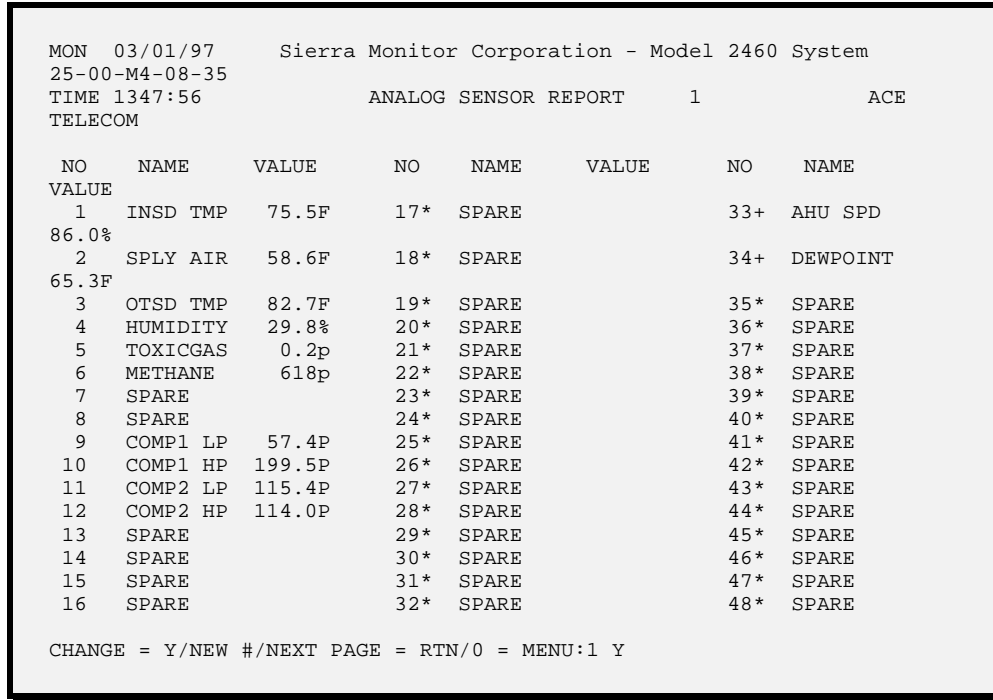 MON  03/01/97     Sierra Monitor Corporation - Model 2460 System
25-00-M4-08-35
TIME 1347:56             ANALOG SENSOR REPORT     1             ACE
TELECOM
NO    NAME     VALUE      NO    NAME      VALUE      NO    NAME
VALUE
1   INSD TMP   75.5F     17*  SPARE                33+  AHU SPD
86.0%
2   SPLY AIR   58.6F     18*  SPARE                34+  DEWPOINT
65.3F
3   OTSD TMP   82.7F     19*  SPARE                35*  SPARE
4   HUMIDITY   29.8%     20*  SPARE                36*  SPARE
5   TOXICGAS    0.2p     21*  SPARE                37*  SPARE
6   METHANE     618p     22*  SPARE                38*  SPARE
7   SPARE                23*  SPARE                39*  SPARE
8   SPARE                24*  SPARE                40*  SPARE
9   COMP1 LP   57.4P     25*  SPARE                41*  SPARE
10   COMP1 HP  199.5P     26*  SPARE                42*  SPARE
11   COMP2 LP  115.4P     27*  SPARE                43*  SPARE
12   COMP2 HP  114.0P     28*  SPARE                44*  SPARE
13   SPARE                29*  SPARE                45*  SPARE
14   SPARE                30*  SPARE                46*  SPARE
15   SPARE                31*  SPARE                47*  SPARE
16   SPARE                32*  SPARE                48*  SPARE
CHANGE = Y/NEW #/NEXT PAGE = RTN/0 = MENU:1 Y